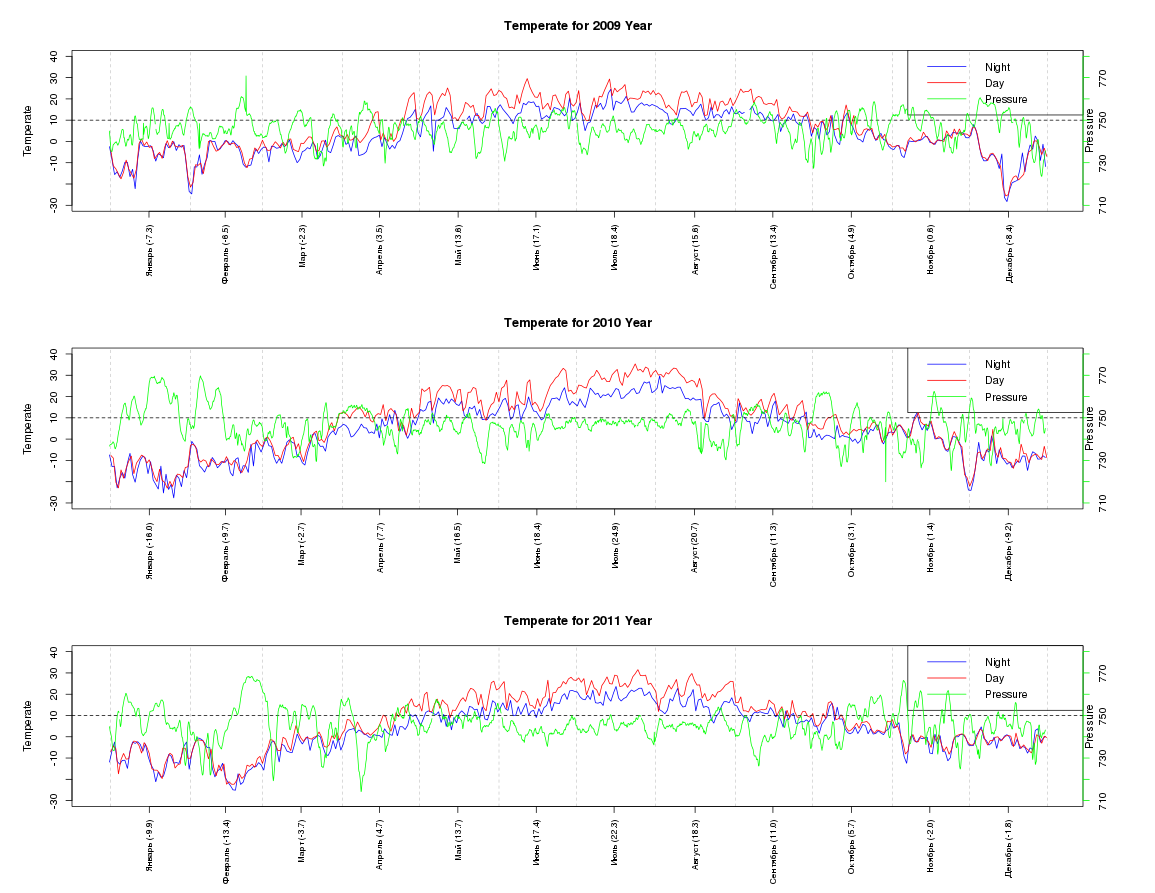 Temperate for 2009 Year
Temperate
40
30
20
10
0
-10
-30
Night
Day
Pressure
770
750
730
710
Pressure
Январь (-7.3)
Февраль (-6.5)
Март (-2.3)
Апрель (3.5)
Май (13.6)
Июнь (17.1)
Июль (18.4)
Август (15.6)
Сентябрь (13.4)
Октябрь (4.9)
Ноябрь (0.6)
Декабрь (-8.4)
Temperate for 2010 Year
Temperate
40
30
20
10
0
-10
-30
Night
Day
Pressure
770
750
730
710
Pressure
Январь (-16.0)
Февраль (-9.7)
Март (-2.7)
Апрель (7.7)
Май (16.5)
Июнь (18.4)
Июль (24.9)
Август (20.7)
Сентябрь (11.3)
Октябрь (3.1)
Ноябрь (1.4)
Декабрь (-9.2)
Temperate for 2011 Year
Temperate
40
30
20
10
0
-10
-30
Night
Day
Pressure
770
750
730
710
Pressure
Январь (-9.9)
Февраль (-13.4)
Март (-3.7)
Апрель (4.7)
Май (13.7)
Июнь (17.4)
Июль (22.3)
Август (18.3)
Сентябрь (11.0)
Октябрь (5.7)
Ноябрь (-2.0)
Декабрь (-1.8)